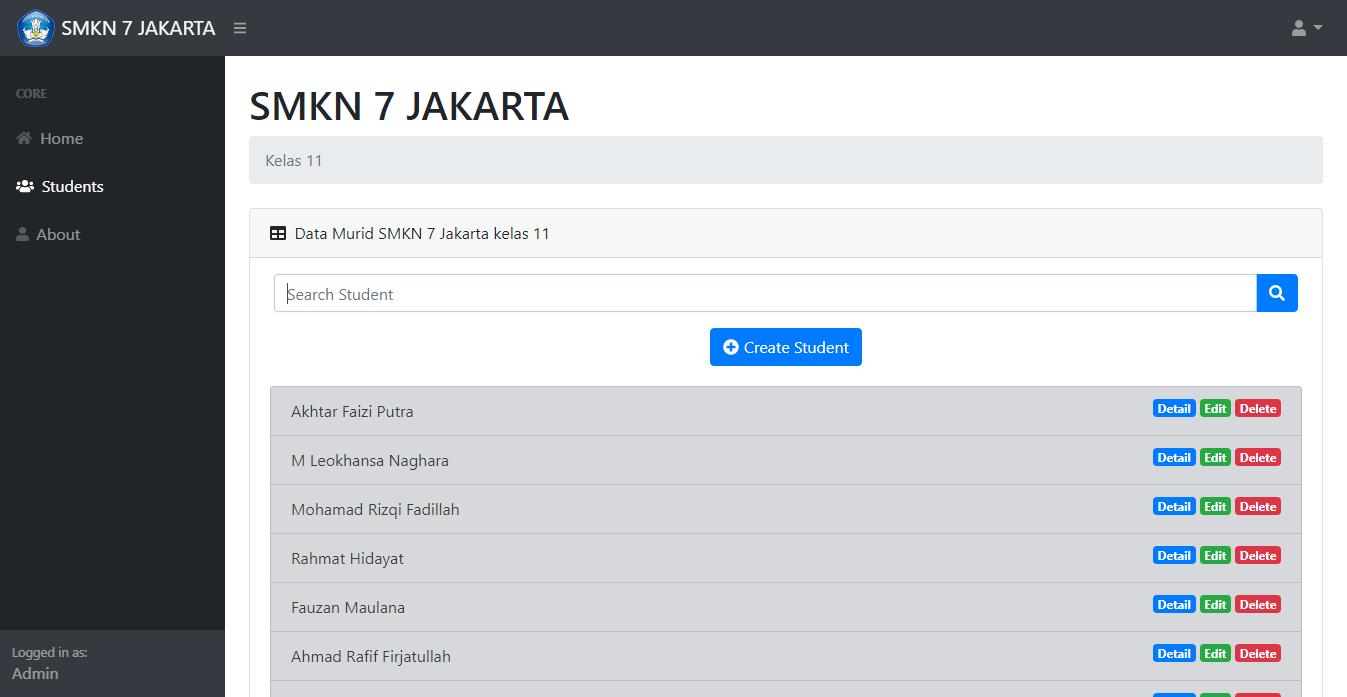 SMKN 7 JAKARTA
CORE
Home
Students
About
Logged in as:
Admin
SMKN 7 JAKARTA
Kelas 11
Data Murid SMKN 7 Jakarta kelas 11
Search Student
Create Student
Akhtar Faizi Putra Detail Edit Delete
M Leokhansa Naghara Detail Edit Delete
Mohamad Rizqi Fadillah Detail Edit Delete
Rahmat Hidayat Detail Edit Delete
Fauzan Maulana Detail Edit Delete
Ahmad Rafif Firjatullah Detail Edit Delete